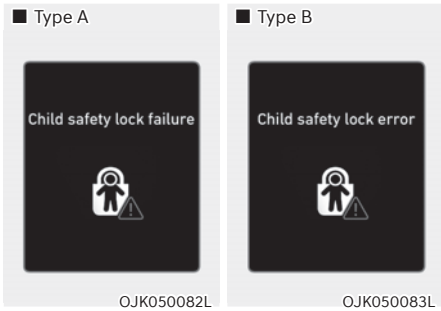 ■ Type A
Child safety lock failure
OJK050082L
■ Type B
Child safety lock error
OJK050083L